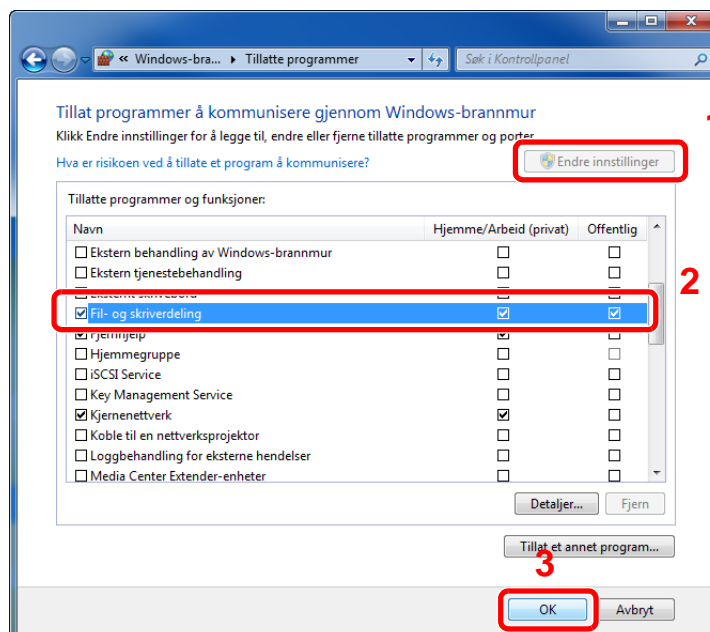 « Windows-bra... ▸ Tillatte programmer Søk i Kontrollpanel
Tillat programmer å kommunisere gjennom Windows-brannmur
Klikk Endre innstillinger for å legge til, endre eller fjerne tillatte programmer og porter.
Hva er risikoen ved å tillate et program å kommunisere? Endre innstillinger
Tillatte programmer og funksjoner:
Navn Hjemme/Arbeid (privat) Offentlig
Ekstern behandling av Windows-brannmur
Ekstern tjenestebehandling
Eksternt skrivebord
2
Fil- og skriverdeling
Fjernhjelp
Hjemmegruppe
iSCSI Service
Key Management Service
Kjernenettverk
Koble til en nettverksprojektor
Loggbehandling for eksterne hendelser
Media Center Extender-enheter
Detaljer... Fjern
Tillat et annet program...
3
OK Avbryt